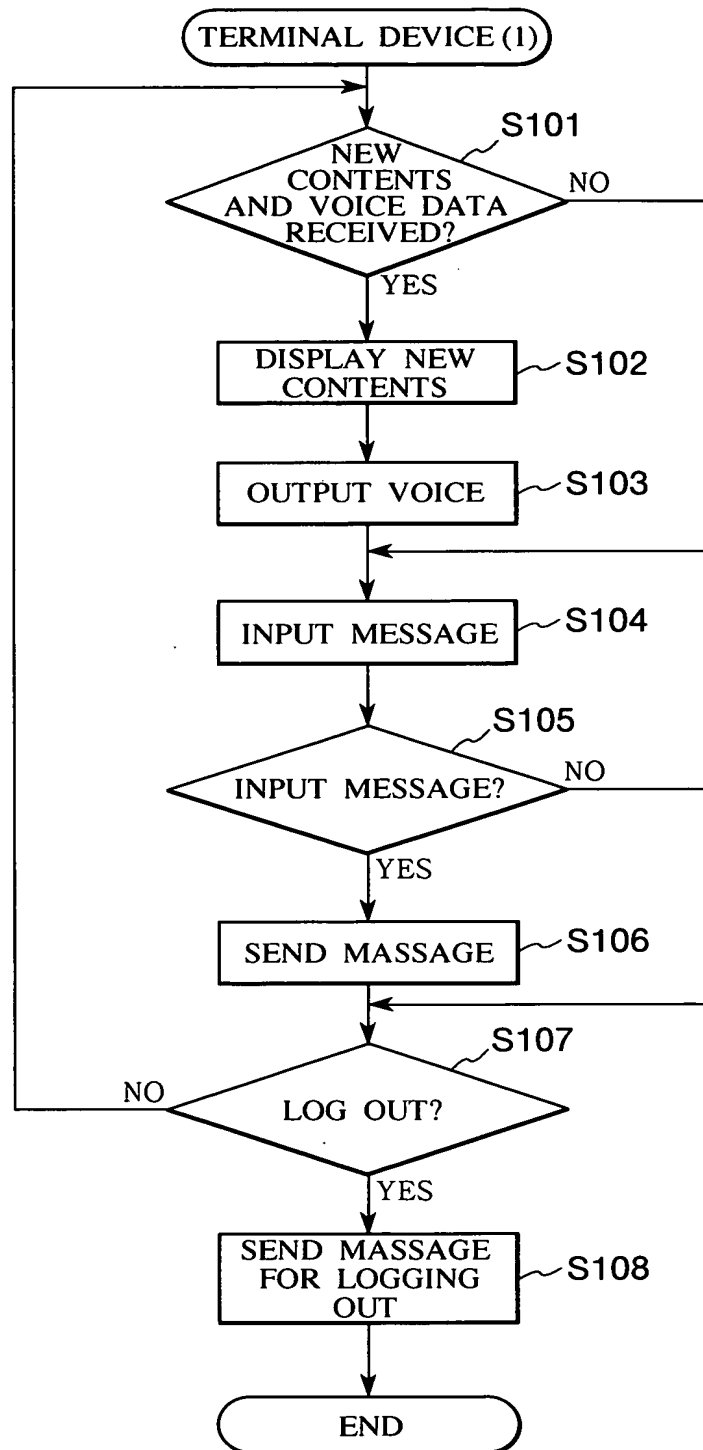 TERMINAL DEVICE (1)
S101
NEW
CONTENTS
AND VOICE DATA
RECEIVED?
NO
YES
DISPLAY NEW
CONTENTS
S102
OUTPUT VOICE
S103
INPUT MESSAGE
S104
S105
INPUT MESSAGE?
NO
YES
SEND MASSAGE
S106
S107
NO
LOG OUT?
YES
SEND MASSAGE
FOR LOGGING
OUT
S108
END